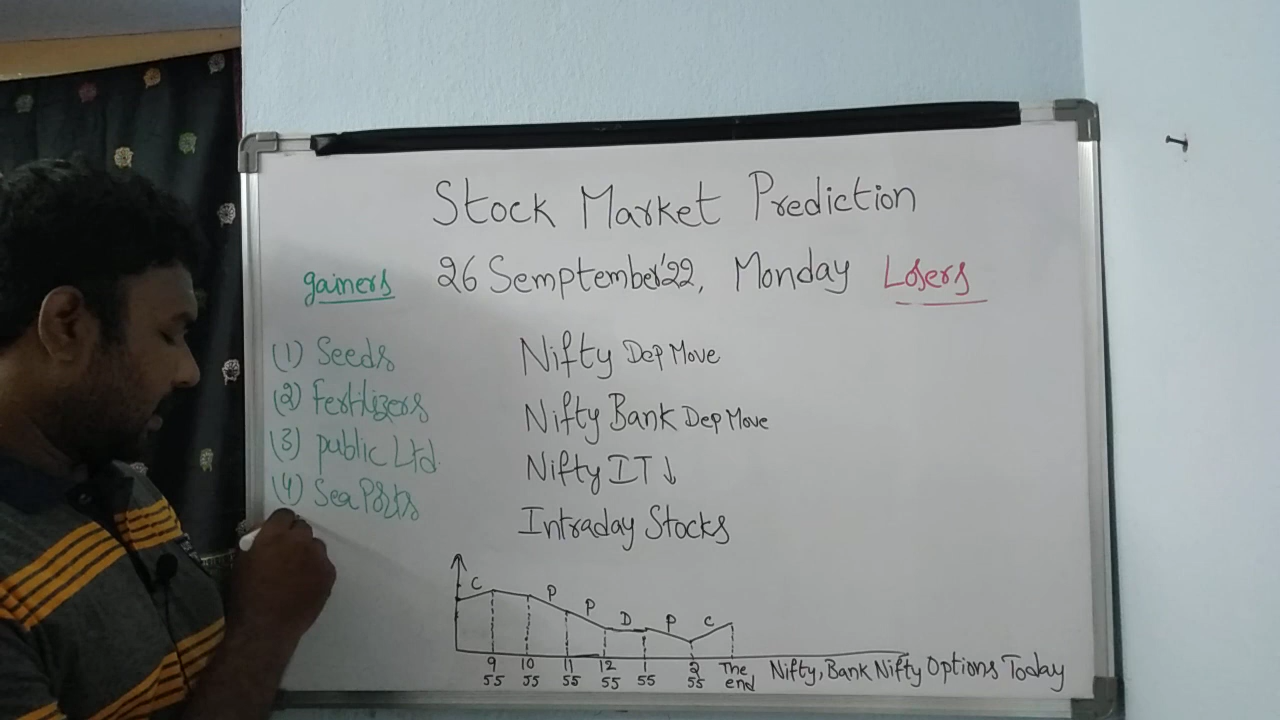 Stock Market Prediction
gainers 26 Semptember'22, Monday Losers
(1) Seeds
(2) Fertilizers
(3) public Ltd.
(4) Sea Ports
Nifty Dep Move
Nifty Bank Dep Move
Nifty IT ↓
Intraday Stocks
C P P D P C
9 10 11 12 1 2 The
55 55 55 55 55 55 end
Nifty, Bank Nifty Options Today